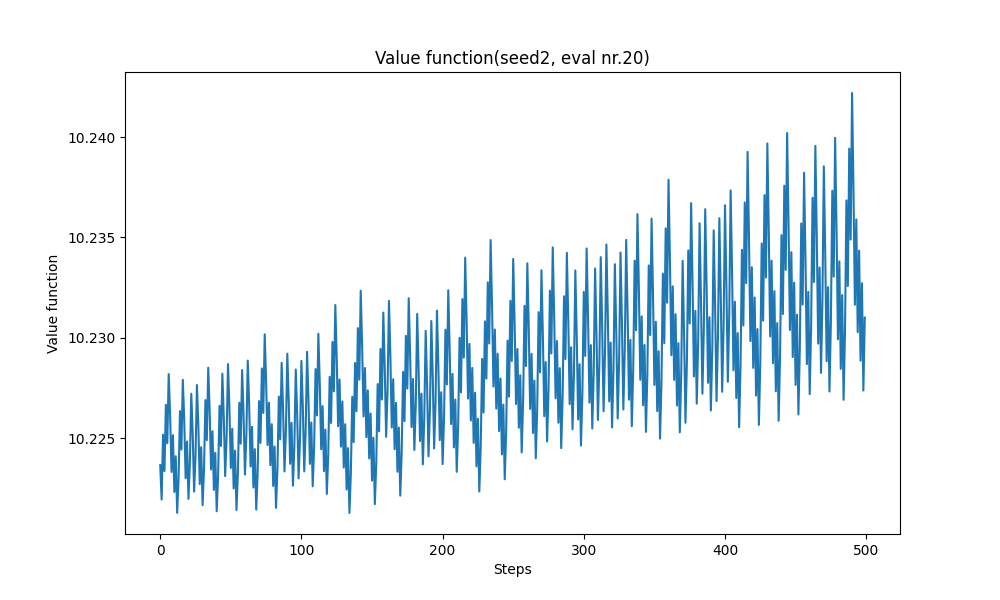 Value function(seed2, eval nr.20)
10.240
10.235
10.230
10.225
Value function
0 100 200 300 400 500
Steps